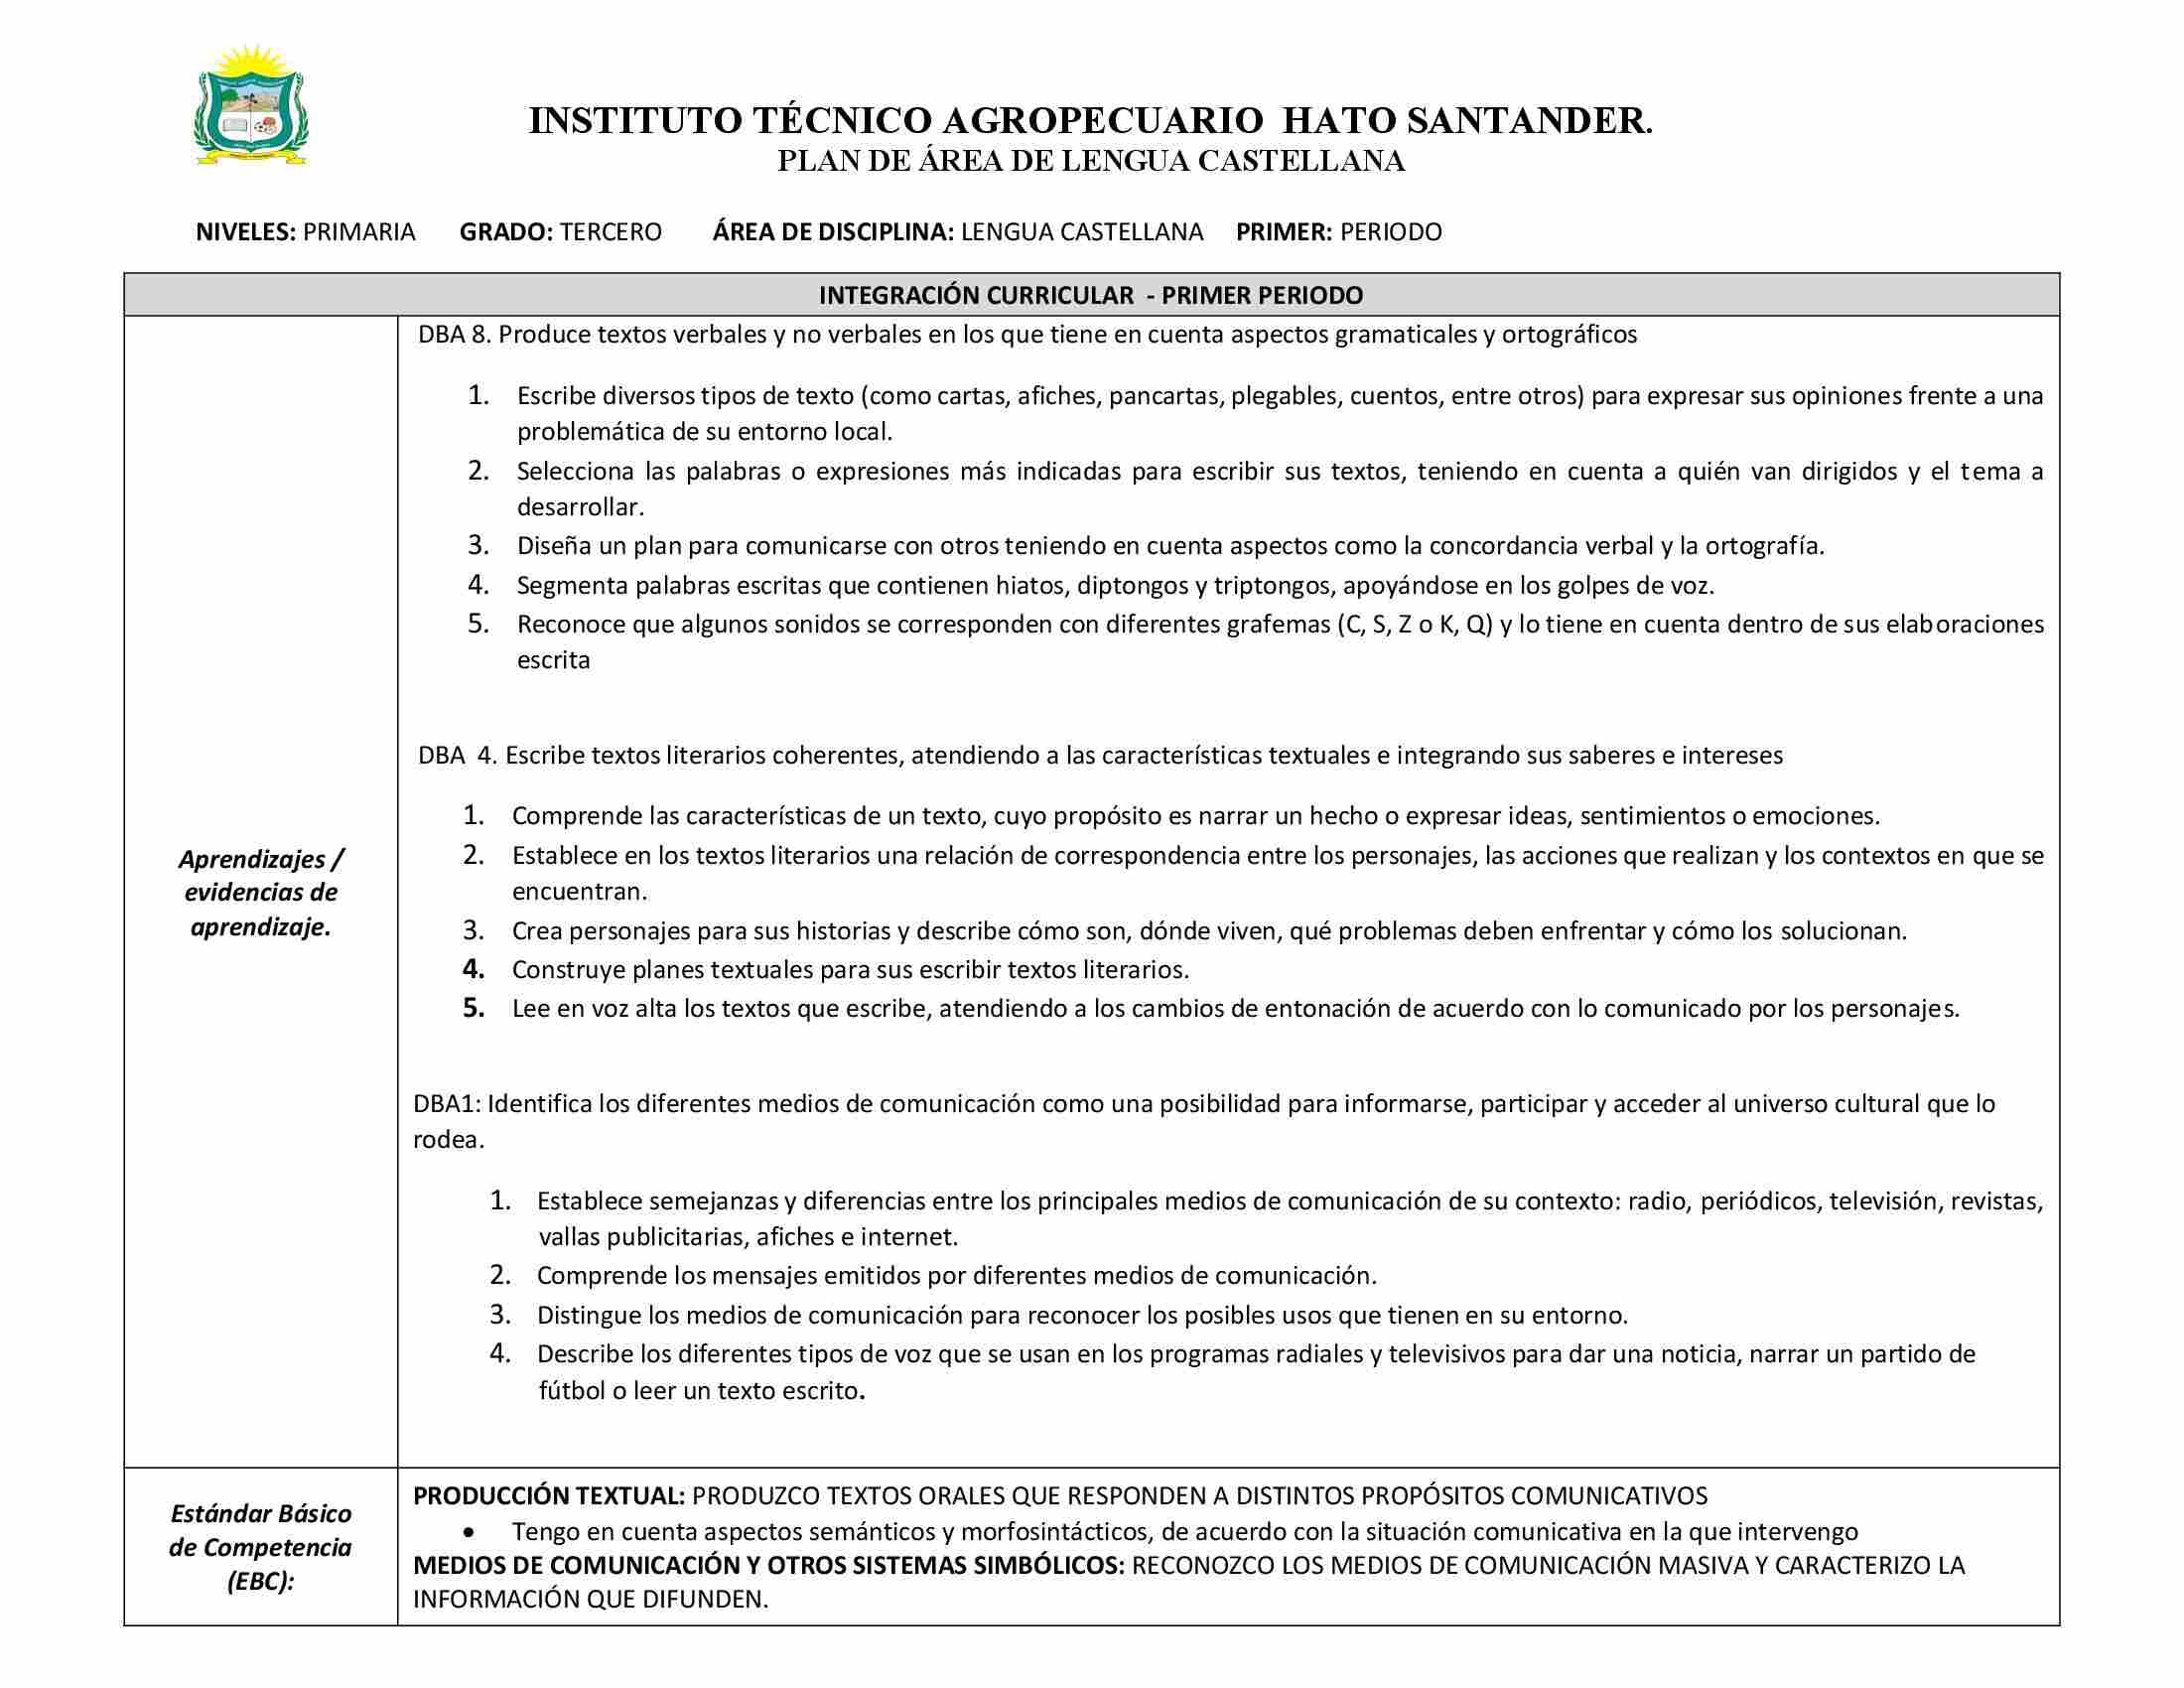 INSTITUTO TÉCNICO AGROPECUARIO HATO SANTANDER.
PLAN DE ÁREA DE LENGUA CASTELLANA
NIVELES: PRIMARIA GRADO: TERCERO ÁREA DE DISCIPLINA: LENGUA CASTELLANA PRIMER: PERIODO
INTEGRACIÓN CURRICULAR - PRIMER PERIODO
Aprendizajes /
evidencias de
aprendizaje.
DBA 8. Produce textos verbales y no verbales en los que tiene en cuenta aspectos gramaticales y ortográficos
1. Escribe diversos tipos de texto (como cartas, afiches, pancartas, plegables, cuentos, entre otros) para expresar sus opiniones frente a una
problemática de su entorno local.
2. Selecciona las palabras o expresiones más indicadas para escribir sus textos, teniendo en cuenta a quién van dirigidos y el tema a
desarrollar.
3. Diseña un plan para comunicarse con otros teniendo en cuenta aspectos como la concordancia verbal y la ortografía.
4. Segmenta palabras escritas que contienen hiatos, diptongos y triptongos, apoyándose en los golpes de voz.
5. Reconoce que algunos sonidos se corresponden con diferentes grafemas (C, S, Z o K, Q) y lo tiene en cuenta dentro de sus elaboraciones
escrita
DBA 4. Escribe textos literarios coherentes, atendiendo a las características textuales e integrando sus saberes e intereses
1. Comprende las características de un texto, cuyo propósito es narrar un hecho o expresar ideas, sentimientos o emociones.
2. Establece en los textos literarios una relación de correspondencia entre los personajes, las acciones que realizan y los contextos en que se
encuentran.
3. Crea personajes para sus historias y describe cómo son, dónde viven, qué problemas deben enfrentar y cómo los solucionan.
4. Construye planes textuales para sus escribir textos literarios.
5. Lee en voz alta los textos que escribe, atendiendo a los cambios de entonación de acuerdo con lo comunicado por los personajes.
DBA1: Identifica los diferentes medios de comunicación como una posibilidad para informarse, participar y acceder al universo cultural que lo
rodea.
1. Establece semejanzas y diferencias entre los principales medios de comunicación de su contexto: radio, periódicos, televisión, revistas,
vallas publicitarias, afiches e internet.
2. Comprende los mensajes emitidos por diferentes medios de comunicación.
3. Distingue los medios de comunicación para reconocer los posibles usos que tienen en su entorno.
4. Describe los diferentes tipos de voz que se usan en los programas radiales y televisivos para dar una noticia, narrar un partido de
fútbol o leer un texto escrito.
Estándar Básico
de Competencia
(EBC):
PRODUCCIÓN TEXTUAL: PRODUZCO TEXTOS ORALES QUE RESPONDEN A DISTINTOS PROPÓSITOS COMUNICATIVOS
• Tengo en cuenta aspectos semánticos y morfosintácticos, de acuerdo con la situación comunicativa en la que intervengo
MEDIOS DE COMUNICACIÓN Y OTROS SISTEMAS SIMBÓLICOS: RECONOZCO LOS MEDIOS DE COMUNICACIÓN MASIVA Y CARACTERIZO LA
INFORMACIÓN QUE DIFUNDEN.